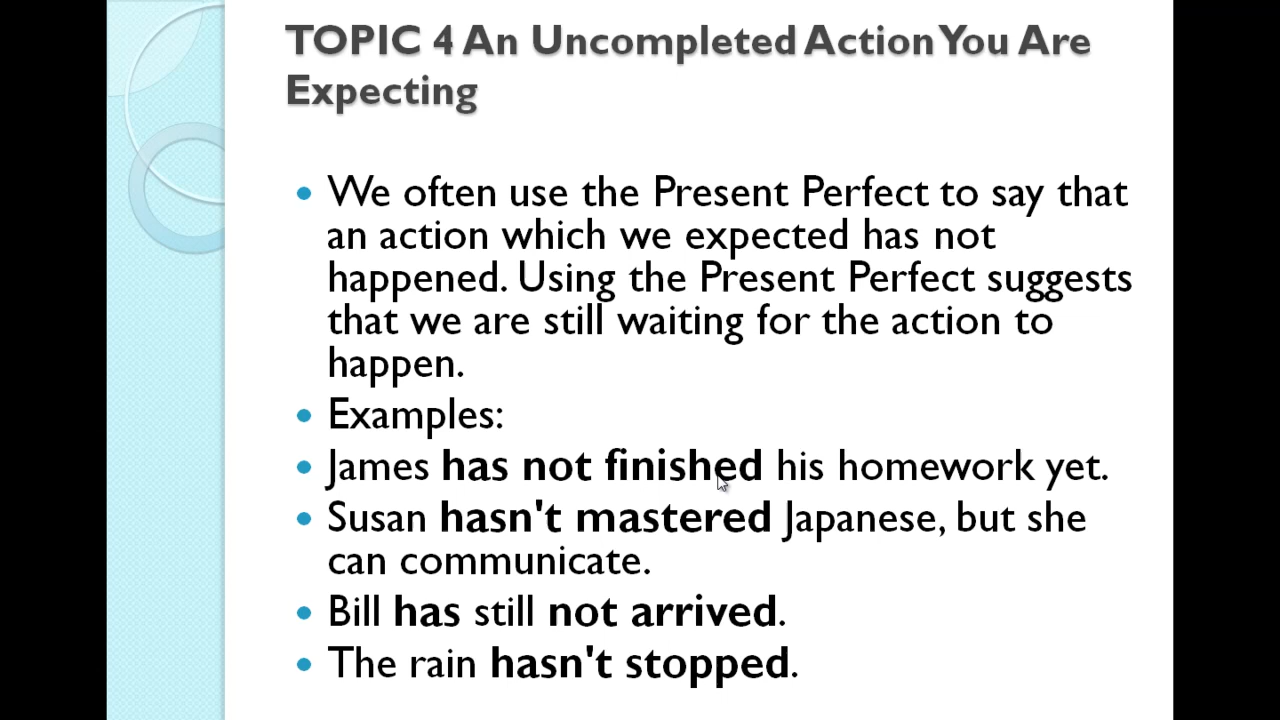 TOPIC 4 An Uncompleted Action You Are
Expecting
• We often use the Present Perfect to say that
an action which we expected has not
happened. Using the Present Perfect suggests
that we are still waiting for the action to
happen.
• Examples:
• James has not finished his homework yet.
• Susan hasn't mastered Japanese, but she
can communicate.
• Bill has still not arrived.
• The rain hasn't stopped.